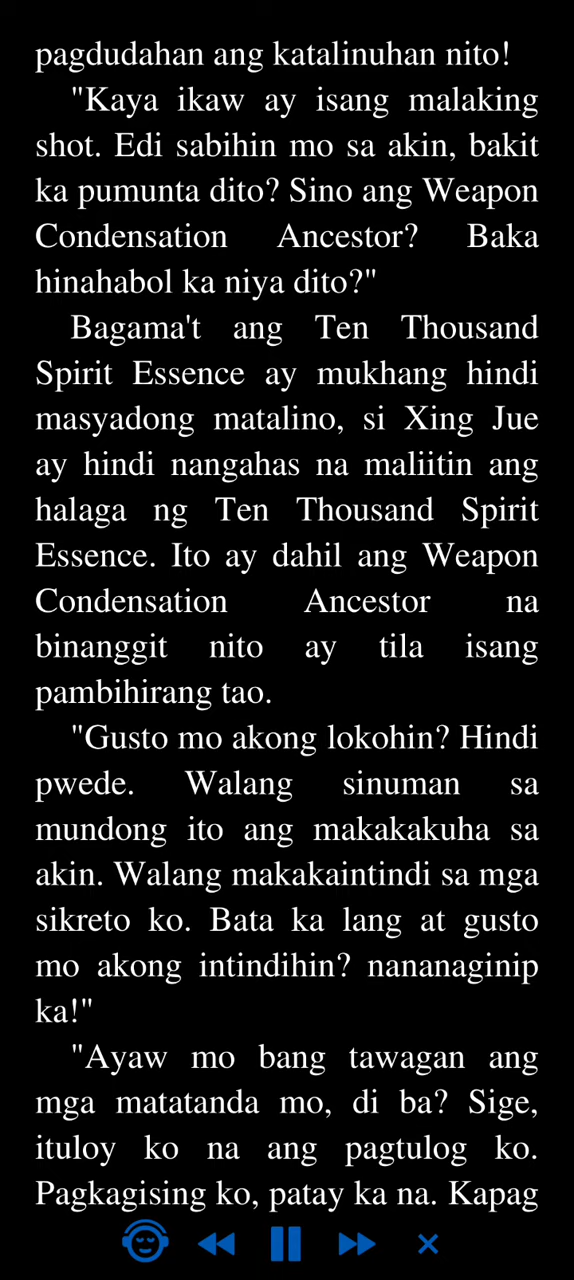 pagdudahan ang katalinuhan nito!
"Kaya ikaw ay isang malaking
shot. Edi sabihin mo sa akin, bakit
ka pumunta dito? Sino ang Weapon
Condensation Ancestor? Baka
hinahabol ka niya dito?"
Bagama't ang Ten Thousand
Spirit Essence ay mukhang hindi
masyadong matalino, si Xing Jue
ay hindi nangahas na maliitin ang
halaga ng Ten Thousand Spirit
Essence. Ito ay dahil ang Weapon
Condensation Ancestor na
binanggit nito ay tila isang
pambihirang tao.
"Gusto mo akong lokohin? Hindi
pwede. Walang sinuman sa
mundong ito ang makakakuha sa
akin. Walang makakaintindi sa mga
sikreto ko. Bata ka lang at gusto
mo akong intindihin? nananaginip
ka!"
"Ayaw mo bang tawagan ang
mga matatanda mo, di ba? Sige,
ituloy ko na ang pagtulog ko.
Pagkagising ko, patay ka na. Kapag